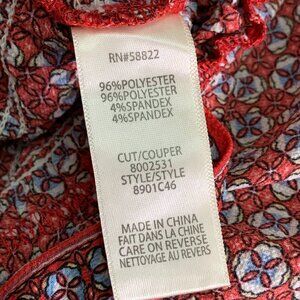 RN#58822
96%POLYESTER
96%POLYESTER
4%SPANDEX
4%SPANDEX
CUT/COUPER
8002531
STYLE/STYLE
8901C46
MADE IN CHINA
FAIT DANS LA CHINE
CARE ON REVERSE
NETTOYAGE AU REVERS